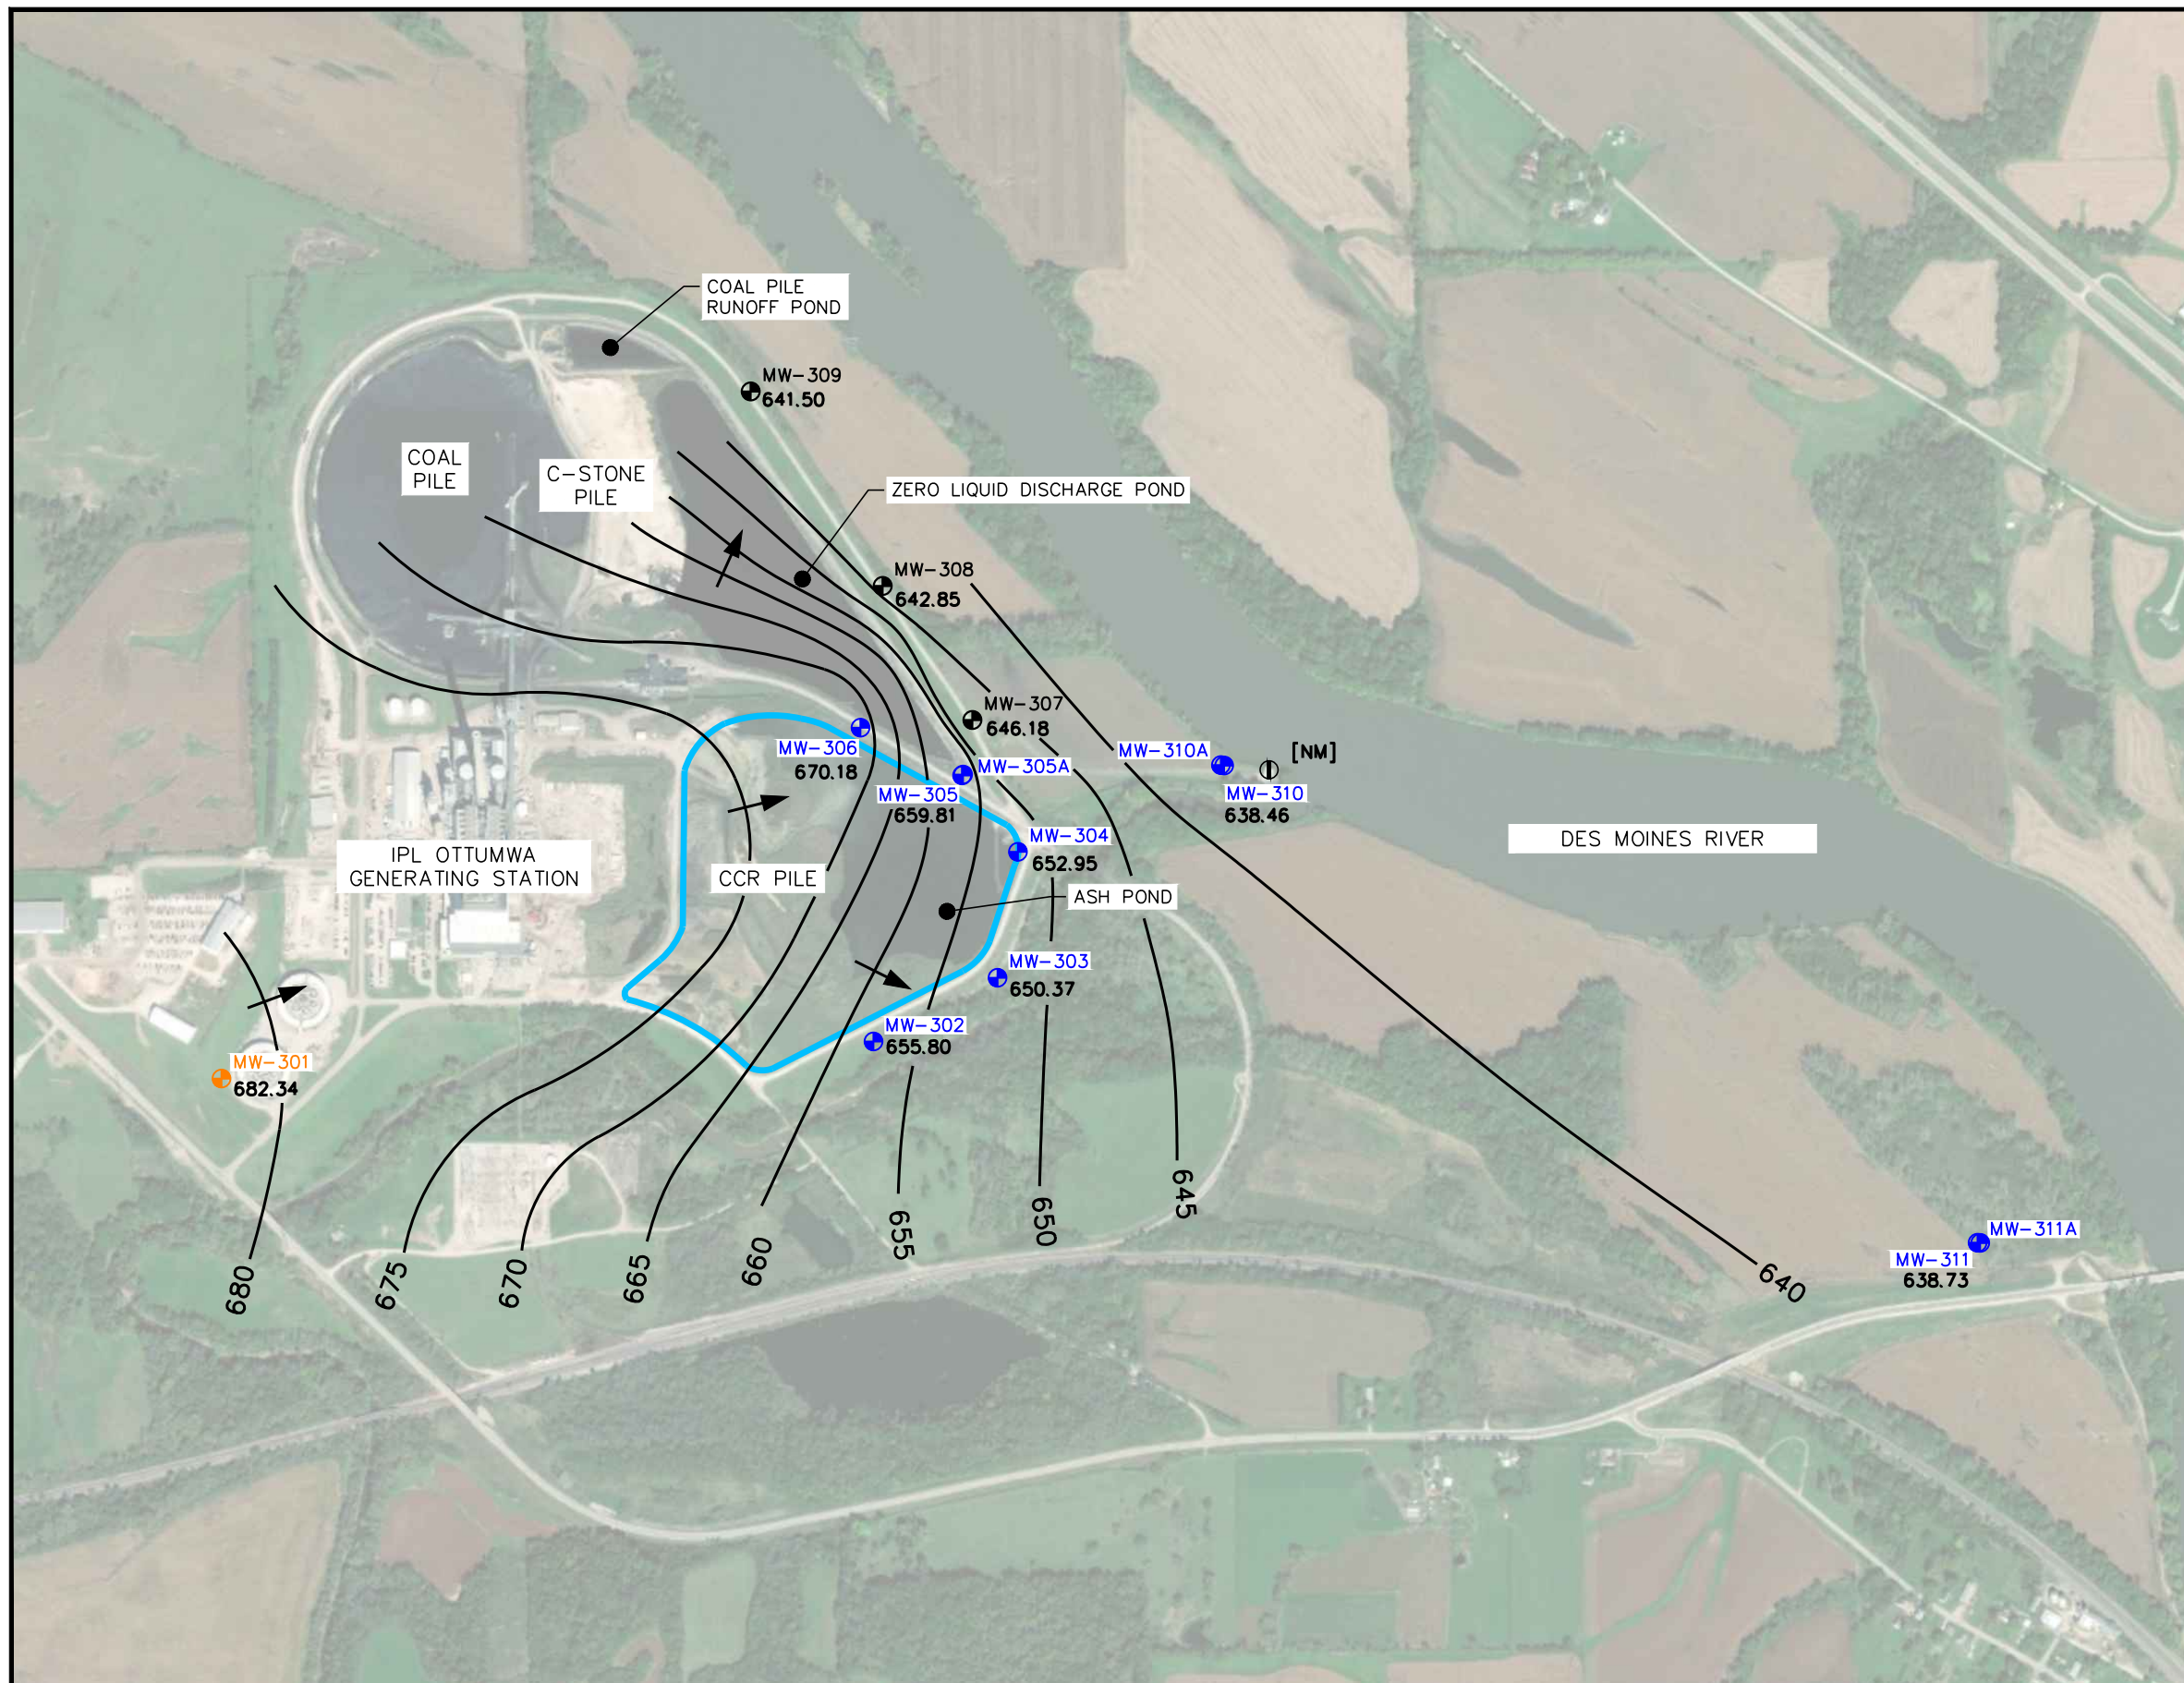 COAL PILE
RUNOFF POND
MW-309
641.50
COAL
PILE
C-STONE
PILE
ZERO LIQUID DISCHARGE POND
MW-308
642.85
MW-307
646.18
MW-306
670.18
MW-305A
MW-305
659.81
MW-310A
[NM]
MW-310
638.46
MW-304
652.95
DES MOINES RIVER
IPL OTTUMWA
GENERATING STATION
CCR PILE
ASH POND
MW-303
650.37
MW-302
655.80
MW-301
682.34
MW-311A
MW-311
638.73
680
675
670
665
660
655
650
645
640